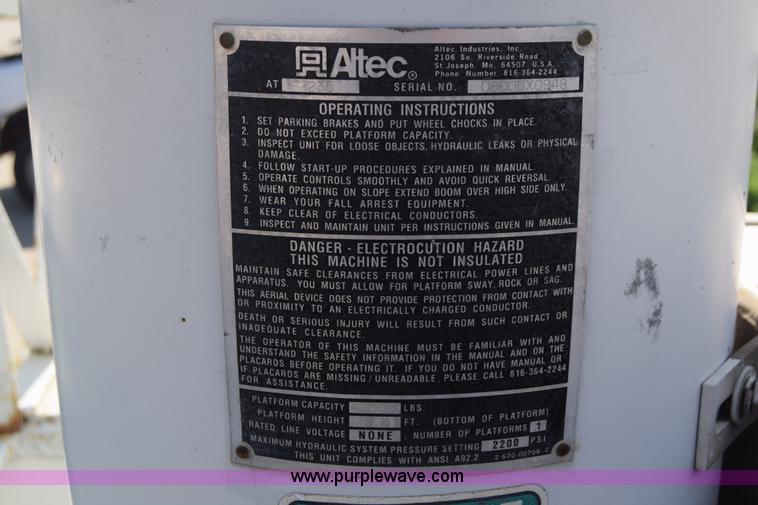 Altec®
Altec Industries, Inc.
2106 So. Riverside Road
St. Joseph, Mo. 64507 U.S.A.
Phone Number 816-364-2244
AT 235 SERIAL NO.
OPERATING INSTRUCTIONS
1. SET PARKING BRAKES AND PUT WHEEL CHOCKS IN PLACE.
2. DO NOT EXCEED PLATFORM CAPACITY.
3. INSPECT UNIT FOR LOOSE OBJECTS, HYDRAULIC LEAKS OR PHYSICAL
DAMAGE.
4. FOLLOW START-UP PROCEDURES EXPLAINED IN MANUAL.
5. OPERATE CONTROLS SMOOTHLY AND AVOID QUICK REVERSAL.
6. WHEN OPERATING ON SLOPE EXTEND BOOM OVER HIGH SIDE ONLY.
7. WEAR YOUR FALL ARREST EQUIPMENT.
8. KEEP CLEAR OF ELECTRICAL CONDUCTORS.
9. INSPECT AND MAINTAIN UNIT PER INSTRUCTIONS GIVEN IN MANUAL.
DANGER - ELECTROCUTION HAZARD
THIS MACHINE IS NOT INSULATED
MAINTAIN SAFE CLEARANCES FROM ELECTRICAL POWER LINES AND
APPARATUS. YOU MUST ALLOW FOR PLATFORM SWAY, ROCK OR SAG.
THIS AERIAL DEVICE DOES NOT PROVIDE PROTECTION FROM CONTACT WITH
OR PROXIMITY TO AN ELECTRICALLY CHARGED CONDUCTOR.
DEATH OR SERIOUS INJURY WILL RESULT FROM SUCH CONTACT OR
INADEQUATE CLEARANCE.
THE OPERATOR OF THIS MACHINE MUST BE FAMILIAR WITH AND
UNDERSTAND THE SAFETY INFORMATION IN THE MANUAL AND ON THE
PLACARDS BEFORE OPERATING IT. IF YOU DO NOT HAVE MANUAL OR
IF PLACARDS ARE MISSING/UNREADABLE, PLEASE CALL 816-364-2244
FOR ASSISTANCE.
PLATFORM CAPACITY LBS.
PLATFORM HEIGHT FT. (BOTTOM OF PLATFORM)
RATED LINE VOLTAGE NONE. NUMBER OF PLATFORMS 1
MAXIMUM HYDRAULIC SYSTEM PRESSURE SETTING 2200 PSI
THIS UNIT COMPLIES WITH ANSI A92.2 2-670-00709 C
www.purplewave.com